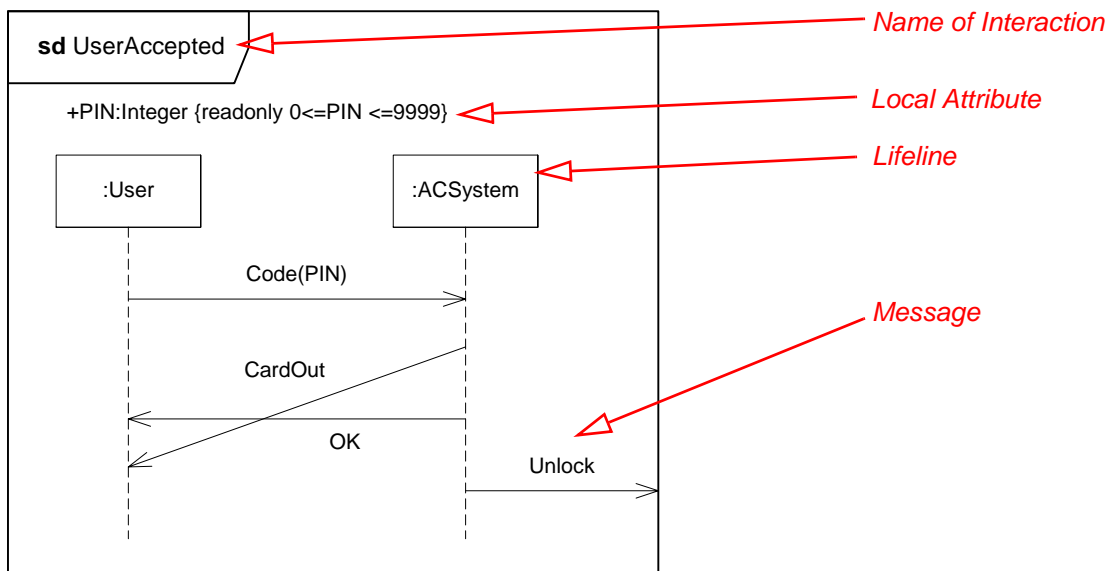 Name of Interaction
sd UserAccepted
+PIN:Integer {readonly 0<=PIN <=9999}
Local Attribute
Lifeline
:User
:ACSystem
Code(PIN)
Message
CardOut
OK
Unlock